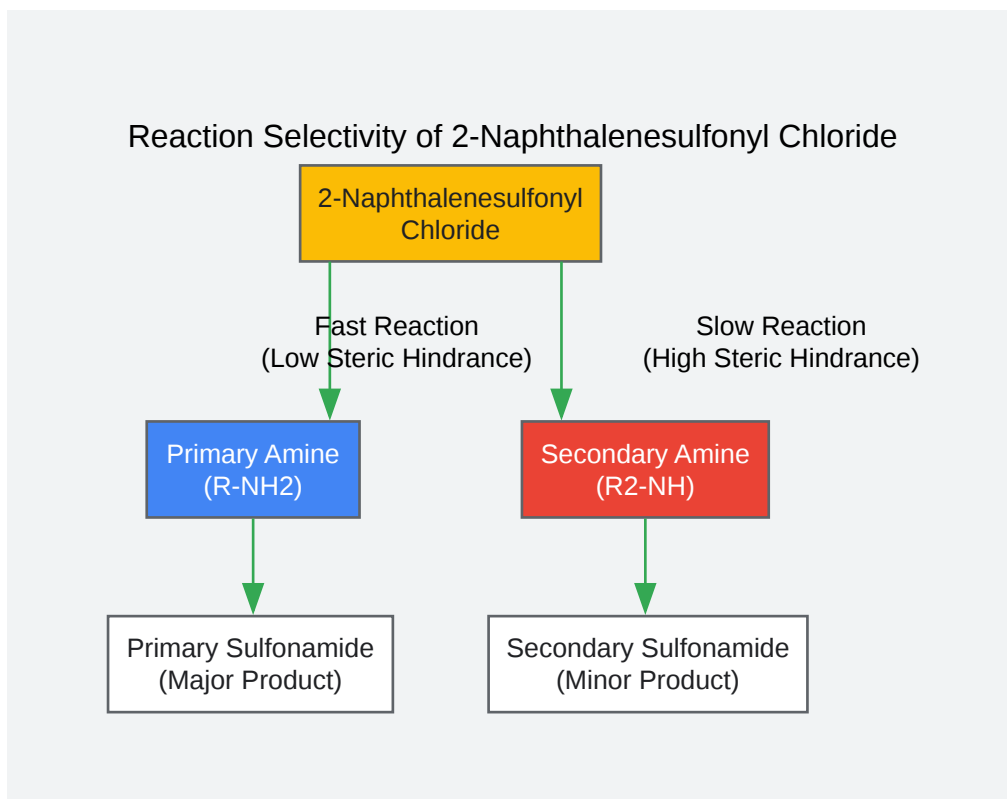 Reaction Selectivity of 2-Naphthalenesulfonyl Chloride
2-Naphthalenesulfonyl
Chloride
Fast Reaction
(Low Steric Hindrance)
Slow Reaction
(High Steric Hindrance)
Primary Amine
(R-NH2)
Secondary Amine
(R2-NH)
Primary Sulfonamide
(Major Product)
Secondary Sulfonamide
(Minor Product)